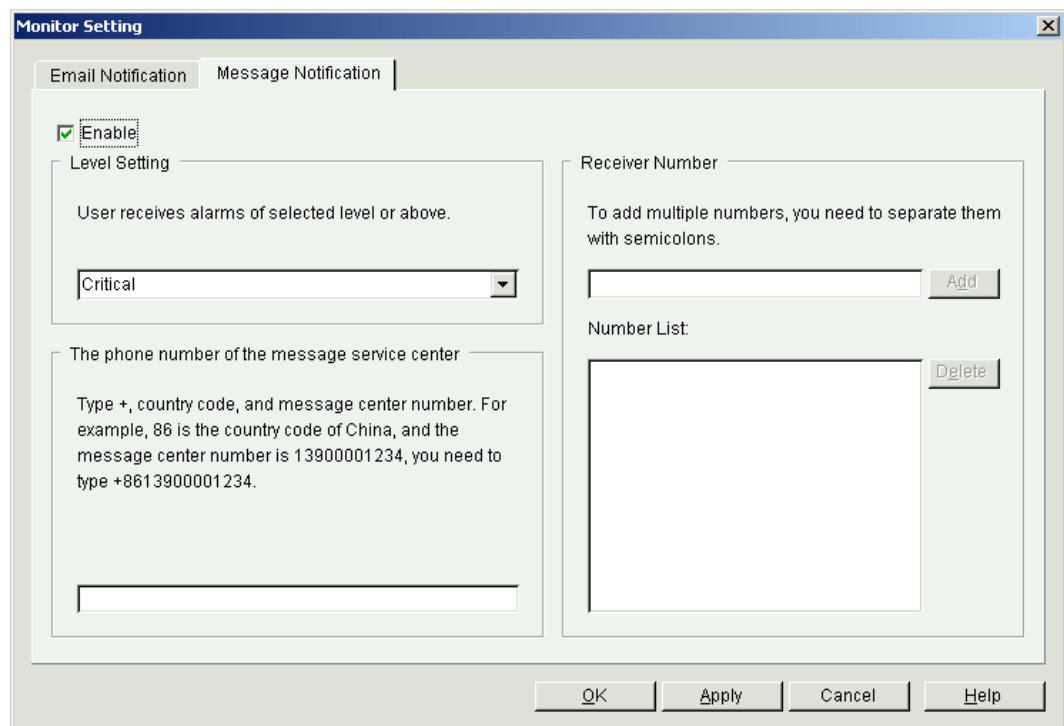 Monitor Setting
Email Notification
Message Notification
Enable
Level Setting
User receives alarms of selected level or above.
Critical
The phone number of the message service center
Type +, country code, and message center number. For
example, 86 is the country code of China, and the
message center number is 13900001234, you need to
type +8613900001234.
Receiver Number
To add multiple numbers, you need to separate them
with semicolons.
Add
Number List:
Delete
OK
Apply
Cancel
Help